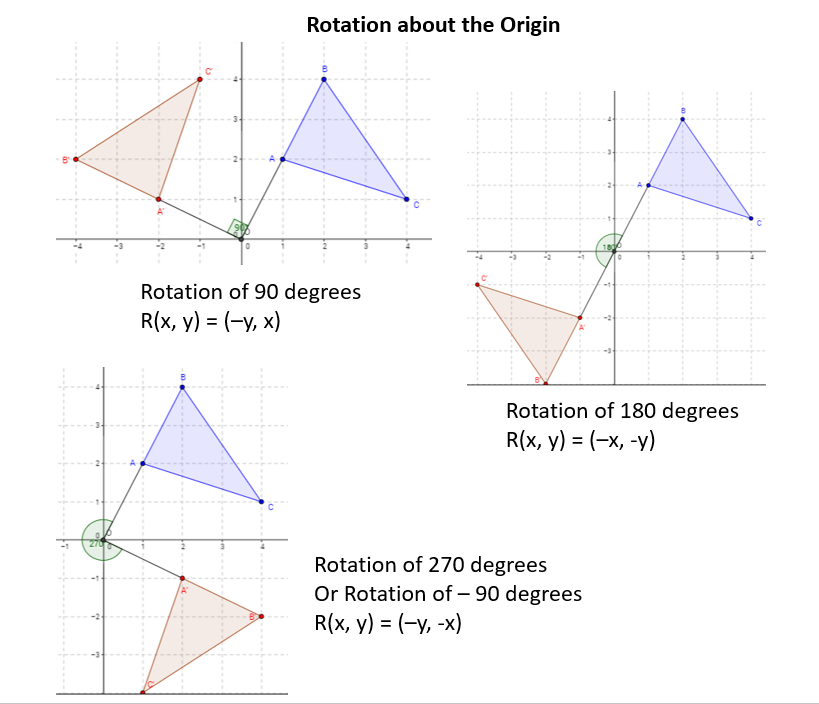 Rotation about the Origin
C'
B
4
3
B'
2
A
A'
1
C
90
0
−4
−3
−2
−1
0
1
2
3
4
Rotation of 90 degrees
R(x, y) = (–y, x)
B
4
3
A
2
1
C
180
−4
−3
−2
−1
0
1
2
3
4
C'
−1
−2
A'
−3
B'
Rotation of 180 degrees
R(x, y) = (–x, -y)
B
4
3
A
2
1
C
0
270
−1
0
1
2
3
4
−1
A'
−2
B'
−3
C'
Rotation of 270 degrees
Or Rotation of – 90 degrees
R(x, y) = (–y, -x)